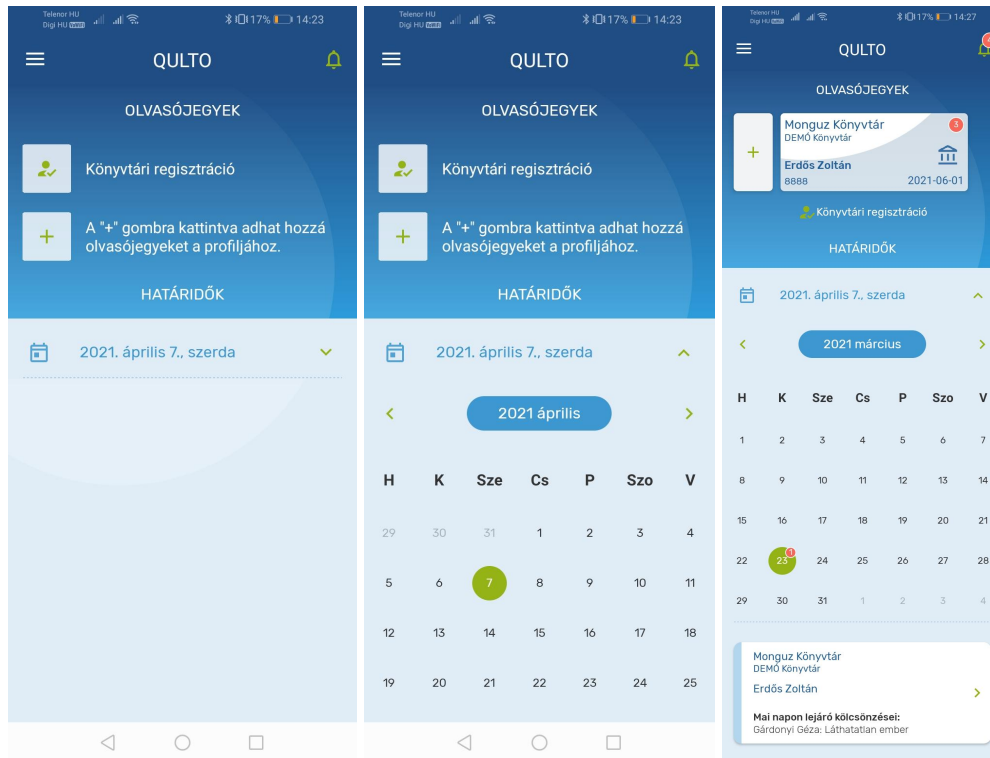 Telenor HU
Digi HU VoWiFi
17% 14:23
QULTO
OLVASÓJEGYEK
Könyvtári regisztráció
A "+" gombra kattintva adhat hozzá
olvasójegyeket a profiljához.
HATÁRIDŐK
2021. április 7., szerda
Telenor HU
Digi HU VoWiFi
17% 14:23
QULTO
OLVASÓJEGYEK
Könyvtári regisztráció
A "+" gombra kattintva adhat hozzá
olvasójegyeket a profiljához.
HATÁRIDŐK
2021. április 7., szerda
2021 április
H K Sze Cs P Szo V
29 30 31 1 2 3 4
5 6 7 8 9 10 11
12 13 14 15 16 17 18
19 20 21 22 23 24 25
Telenor HU
Digi HU VoWiFi
17% 14:27
QULTO
4
OLVASÓJEGYEK
Monguz Könyvtár 3
DEMÓ Könyvtár
Erdős Zoltán
8888 2021-06-01
Könyvtári regisztráció
HATÁRIDŐK
2021. április 7., szerda
2021 március
H K Sze Cs P Szo V
1 2 3 4 5 6 7
8 9 10 11 12 13 14
15 16 17 18 19 20 21
22 23 1 24 25 26 27 28
29 30 31 1 2 3 4
Monguz Könyvtár
DEMÓ Könyvtár
Erdős Zoltán
Mai napon lejáró kölcsönzései:
Gárdonyi Géza: Láthatatlan ember